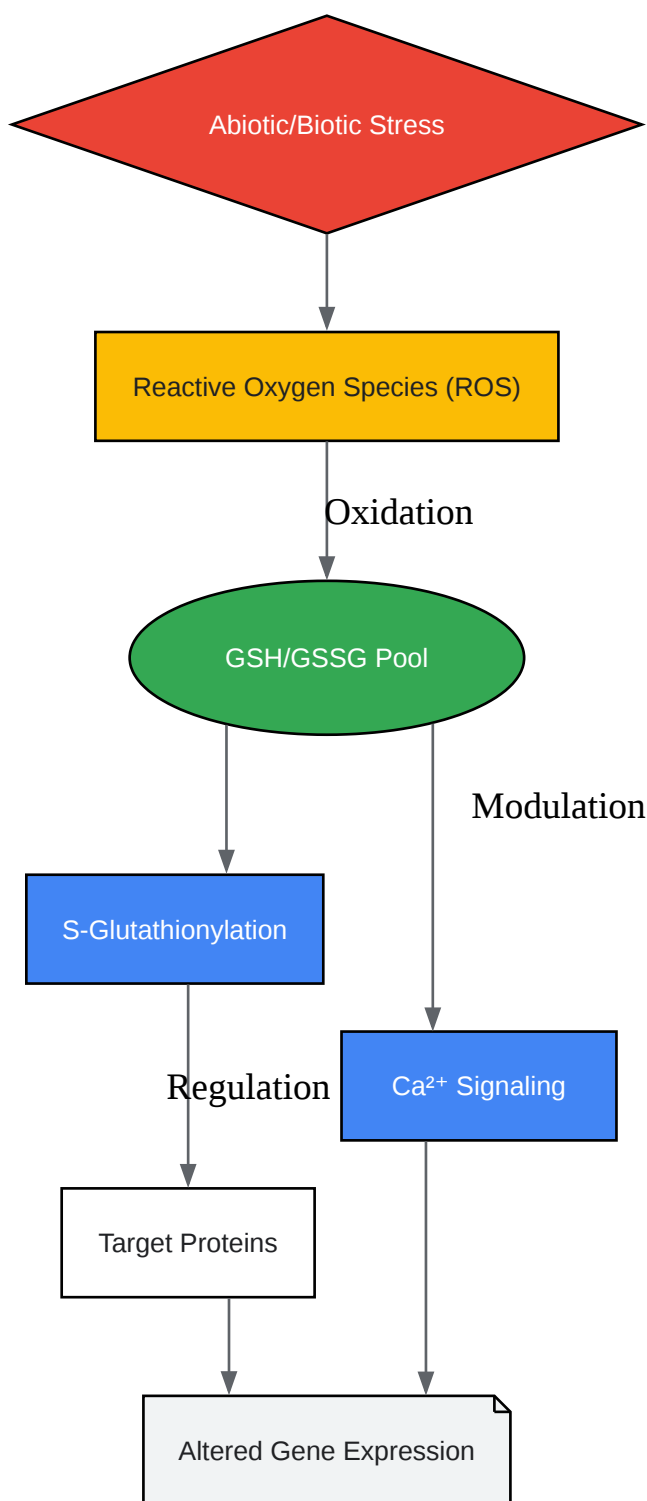 Abiotic/Biotic Stress
Reactive Oxygen Species (ROS)
Oxidation
GSH/GSSG Pool
Modulation
S-Glutathionylation
Regulation
Ca²⁺ Signaling
Target Proteins
Altered Gene Expression